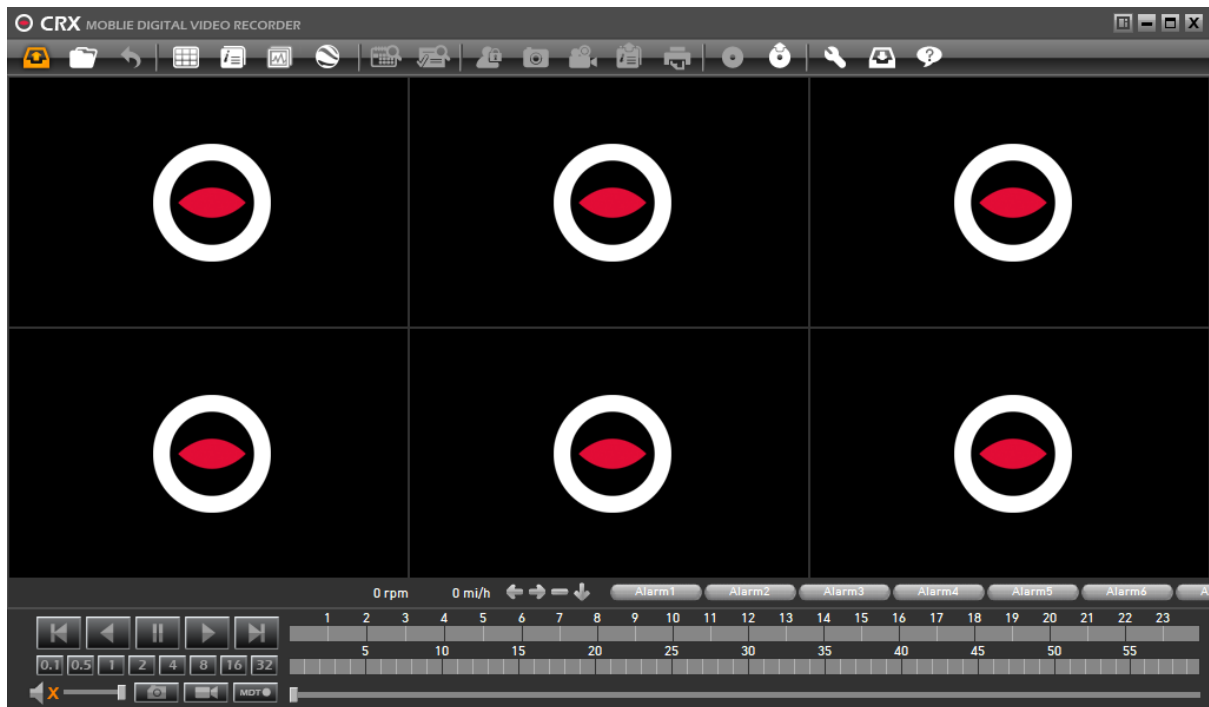 CRX MOBLIE DIGITAL VIDEO RECORDER
0 rpm 0 mi/h Alarm1 Alarm2 Alarm3 Alarm4 Alarm5 Alarm6 A
1 2 3 4 5 6 7 8 9 10 11 12 13 14 15 16 17 18 19 20 21 22 23
5 10 15 20 25 30 35 40 45 50 55
0.1 0.5 1 2 4 8 16 32
X MDT